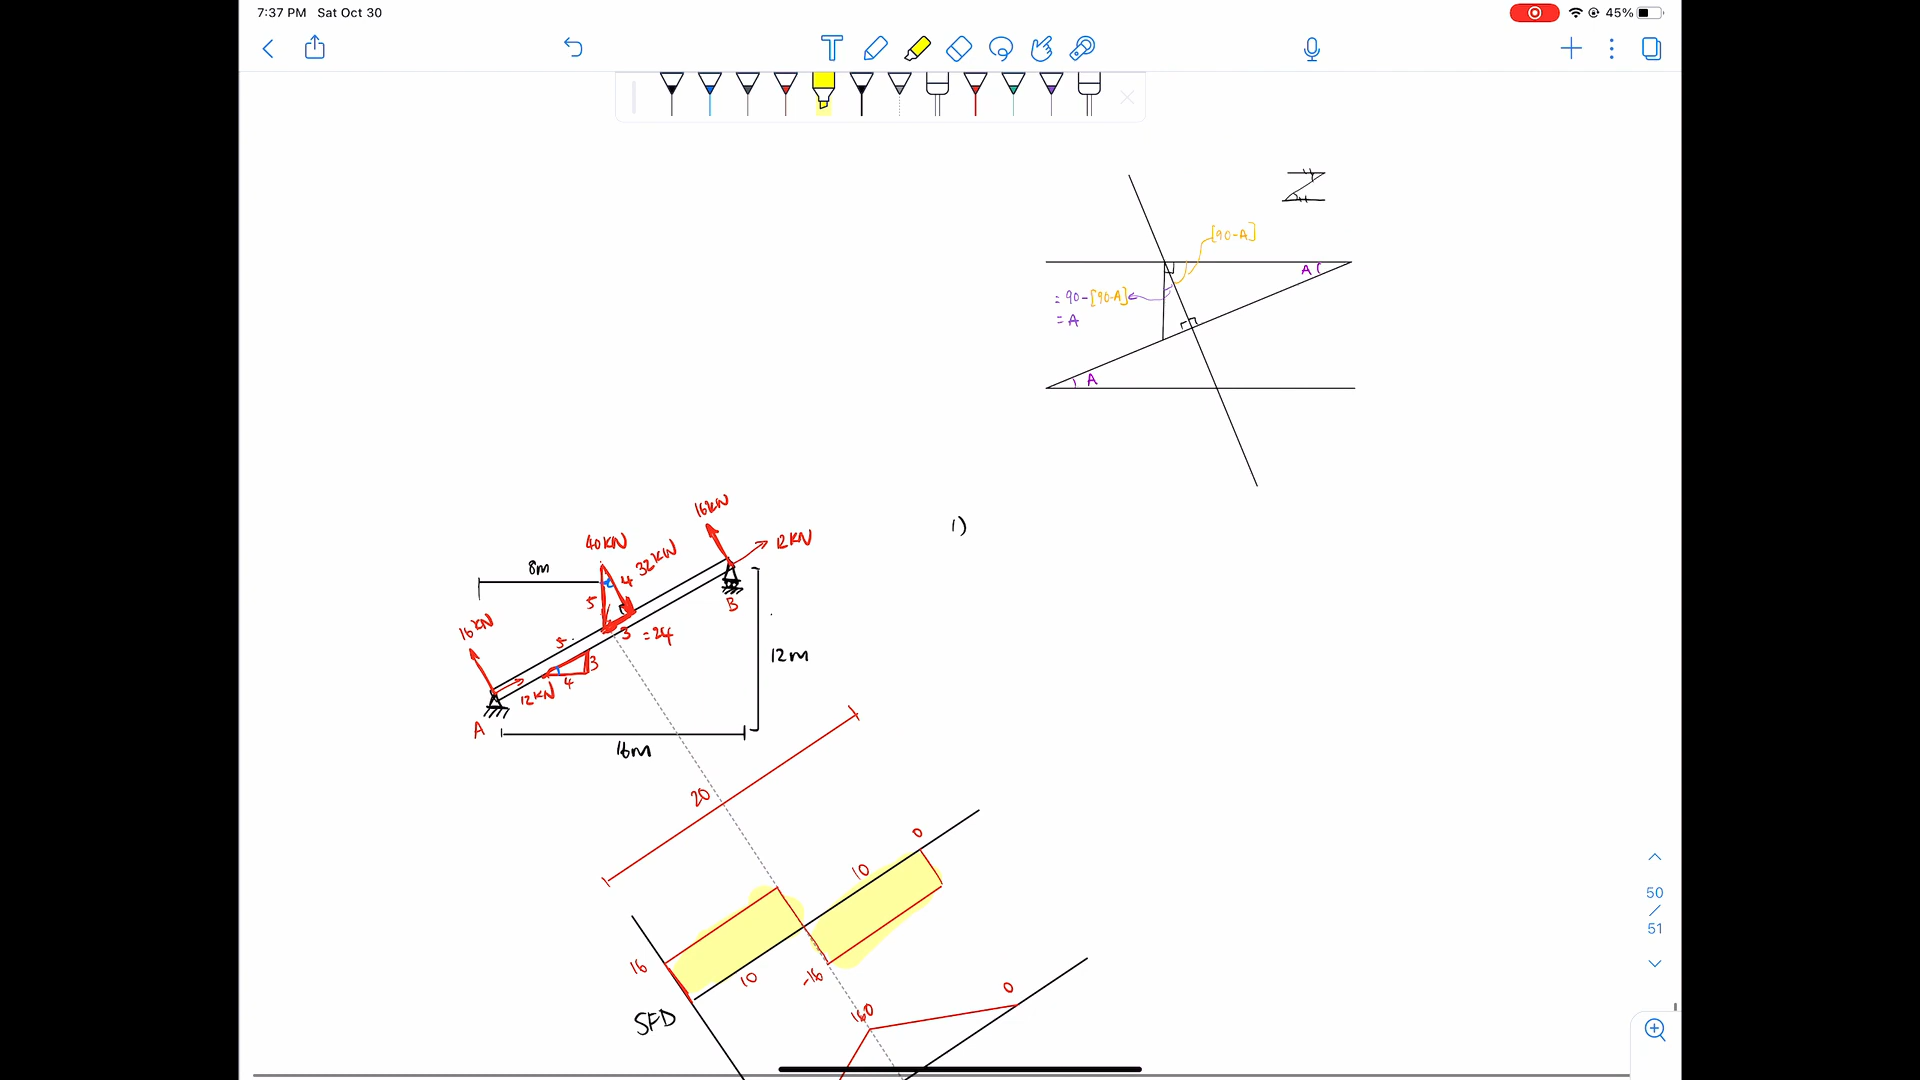 7:37 PM Sat Oct 30
45%
T
[90-A]
A
= 90-[90-A]
= A
A
16KN
1)
40KN
12KN
32KN
8m
4
5
B
16KN
3 = 24
5
3
12m
4
12KN
A
16m
20
0
10
16
10
-16
0
SFD
160
50
/
51